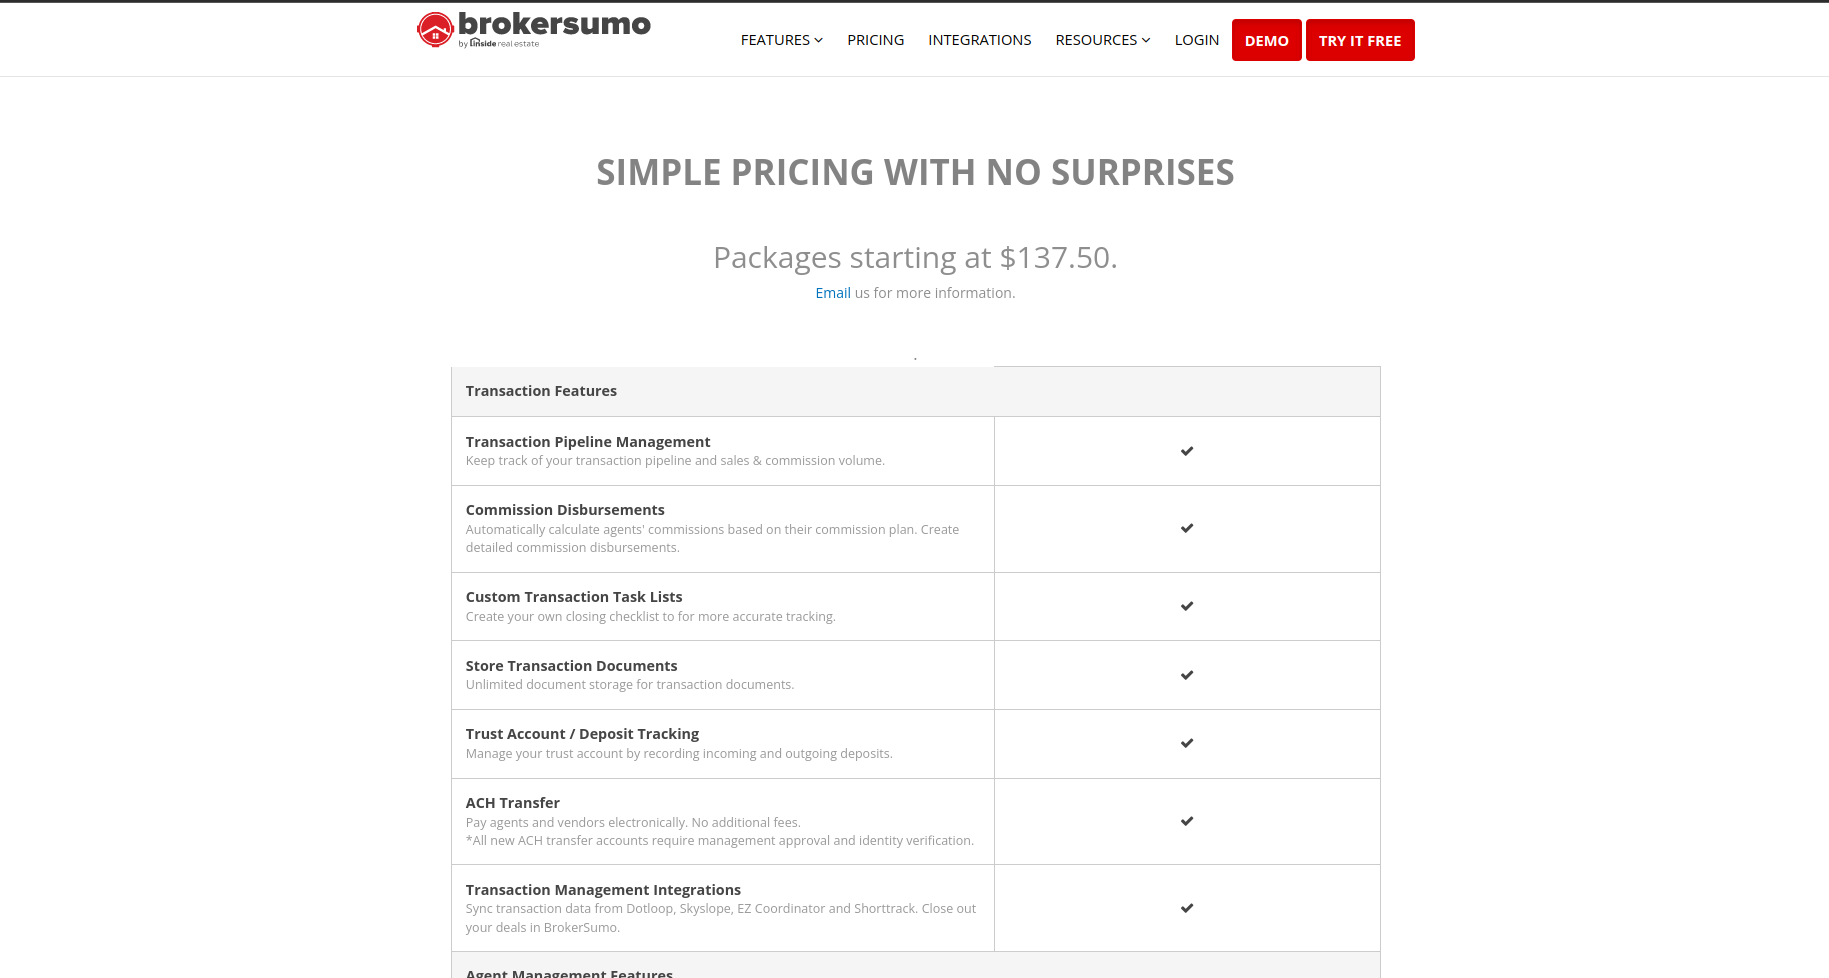 brokersumo
by inside real estate
FEATURES
PRICING
INTEGRATIONS
RESOURCES
LOGIN
DEMO
TRY IT FREE
SIMPLE PRICING WITH NO SURPRISES
Packages starting at $137.50.
Email us for more information.
.
Transaction Features
Transaction Pipeline Management
Keep track of your transaction pipeline and sales & commission volume.
Commission Disbursements
Automatically calculate agents' commissions based on their commission plan. Create
detailed commission disbursements.
Custom Transaction Task Lists
Create your own closing checklist to for more accurate tracking.
Store Transaction Documents
Unlimited document storage for transaction documents.
Trust Account / Deposit Tracking
Manage your trust account by recording incoming and outgoing deposits.
ACH Transfer
Pay agents and vendors electronically. No additional fees.
*All new ACH transfer accounts require management approval and identity verification.
Transaction Management Integrations
Sync transaction data from Dotloop, Skyslope, EZ Coordinator and Shorttrack. Close out
your deals in BrokerSumo.
Agent Management Features